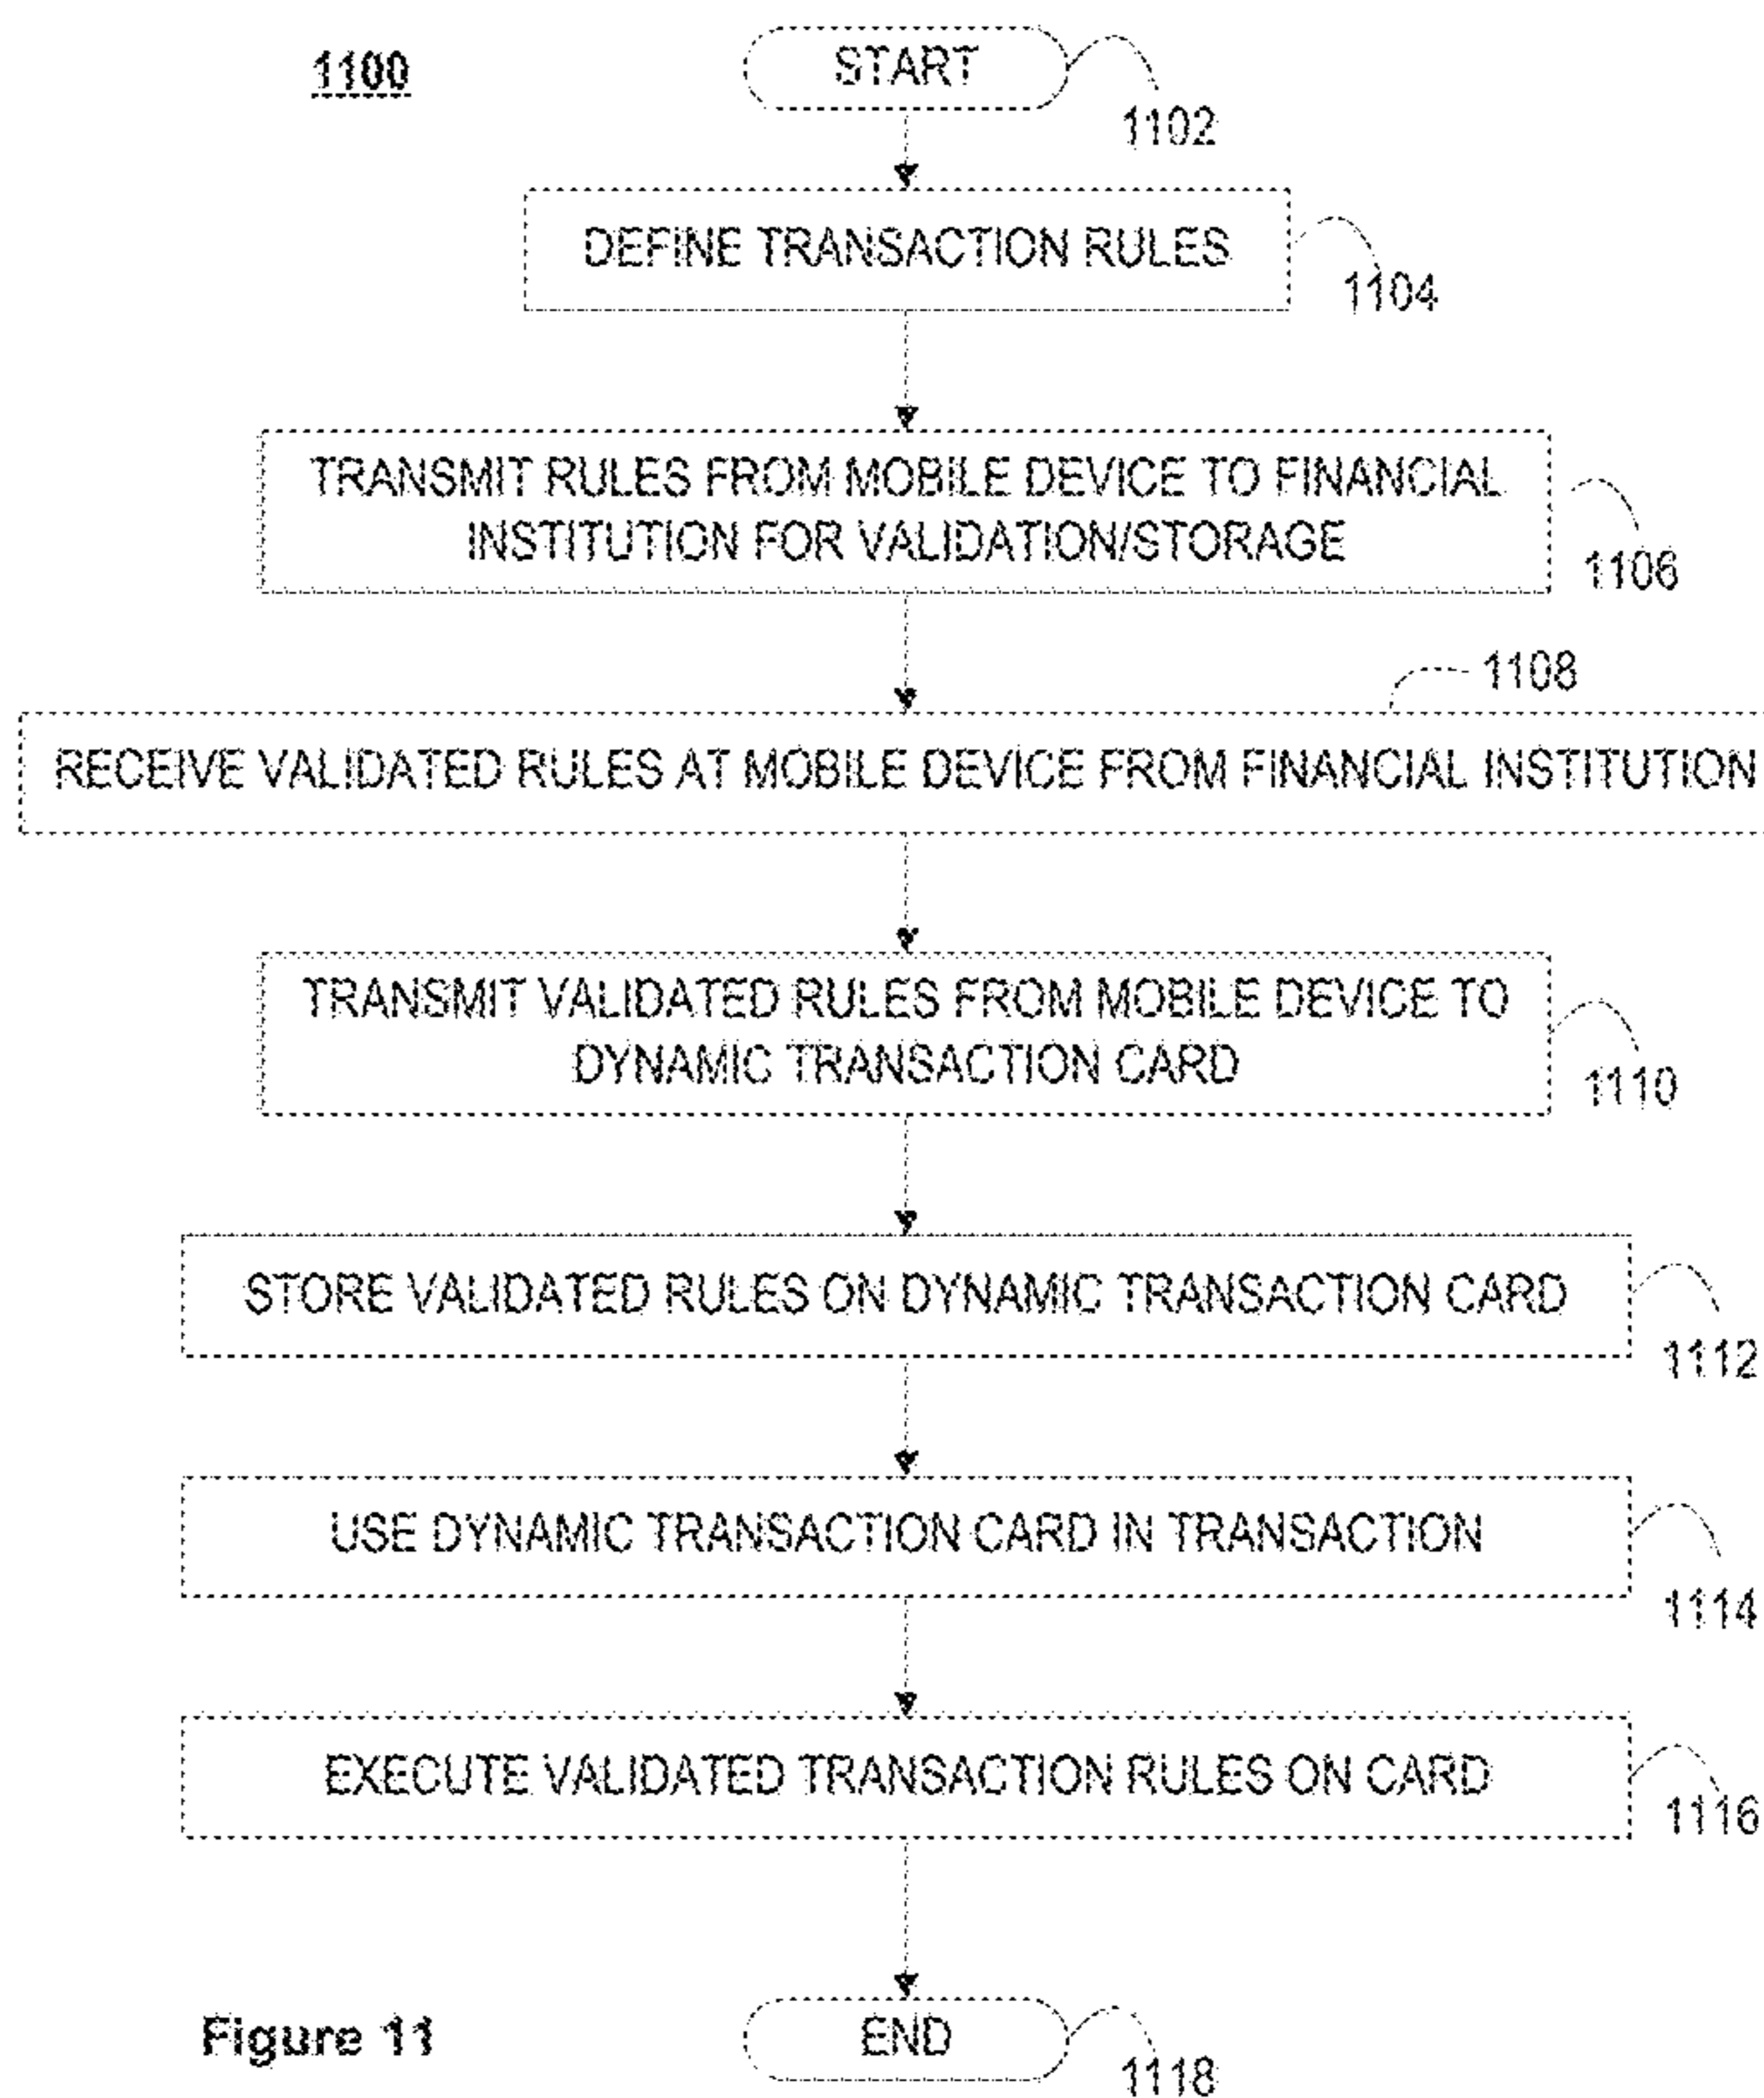 1100
START
1102
DEFINE TRANSACTION RULES
1104
TRANSMIT RULES FROM MOBILE DEVICE TO FINANCIAL
INSTITUTION FOR VALIDATION/STORAGE
1106
1108
RECEIVE VALIDATED RULES AT MOBILE DEVICE FROM FINANCIAL INSTITUTION
TRANSMIT VALIDATED RULES FROM MOBILE DEVICE TO
DYNAMIC TRANSACTION CARD
1110
STORE VALIDATED RULES ON DYNAMIC TRANSACTION CARD
1112
USE DYNAMIC TRANSACTION CARD IN TRANSACTION
1114
EXECUTE VALIDATED TRANSACTION RULES ON CARD
1116
END
1118
Figure 11